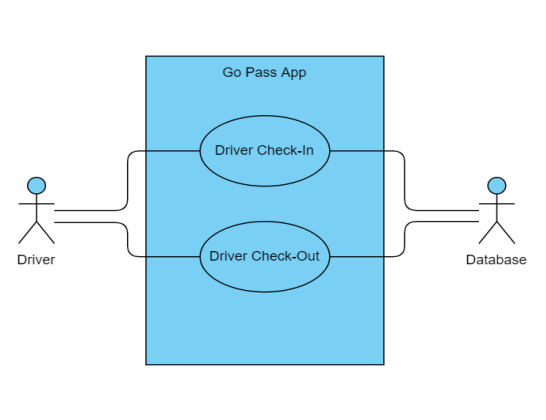 Go Pass App
Driver Check-In
Driver Check-Out
Driver
Database